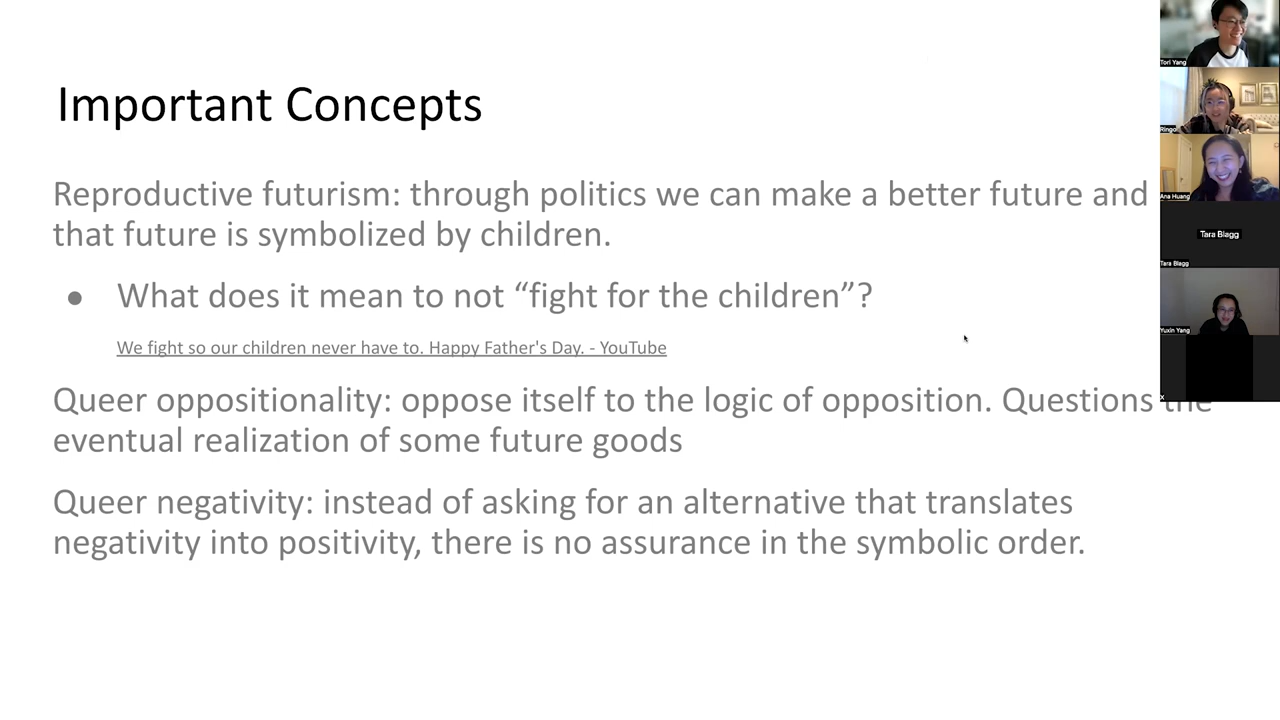 Important Concepts
Reproductive futurism: through politics we can make a better future and
that future is symbolized by children.
● What does it mean to not “fight for the children”?
We fight so our children never have to. Happy Father's Day. - YouTube
Queer oppositionality: oppose itself to the logic of opposition. Questions the
eventual realization of some future goods
Queer negativity: instead of asking for an alternative that translates
negativity into positivity, there is no assurance in the symbolic order.
Tori Yang
Ringo
Ana Huang
Tara Blagg
Tara Blagg
Yuxin Yang
x